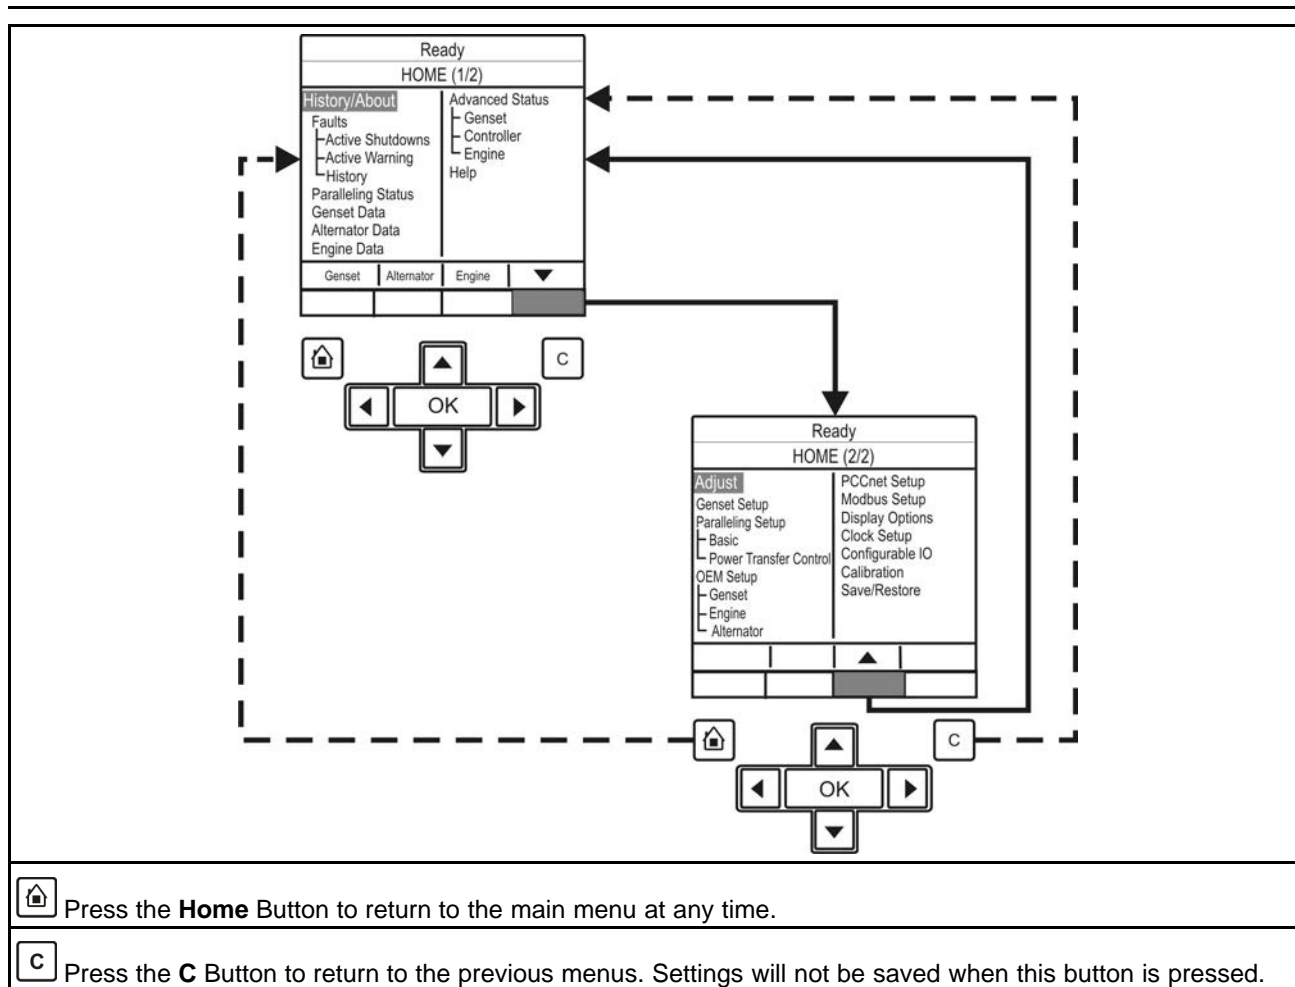 Ready
HOME (1/2)
History/About
Faults
Active Shutdowns
Active Warning
History
Paralleling Status
Genset Data
Alternator Data
Engine Data
Advanced Status
Genset
Controller
Engine
Help
Genset Alternator Engine
C
OK
Ready
HOME (2/2)
Adjust
Genset Setup
Paralleling Setup
Basic
Power Transfer Control
OEM Setup
Genset
Engine
Alternator
PCCnet Setup
Modbus Setup
Display Options
Clock Setup
Configurable IO
Calibration
Save/Restore
C
OK
Press the Home Button to return to the main menu at any time.
C Press the C Button to return to the previous menus. Settings will not be saved when this button is pressed.